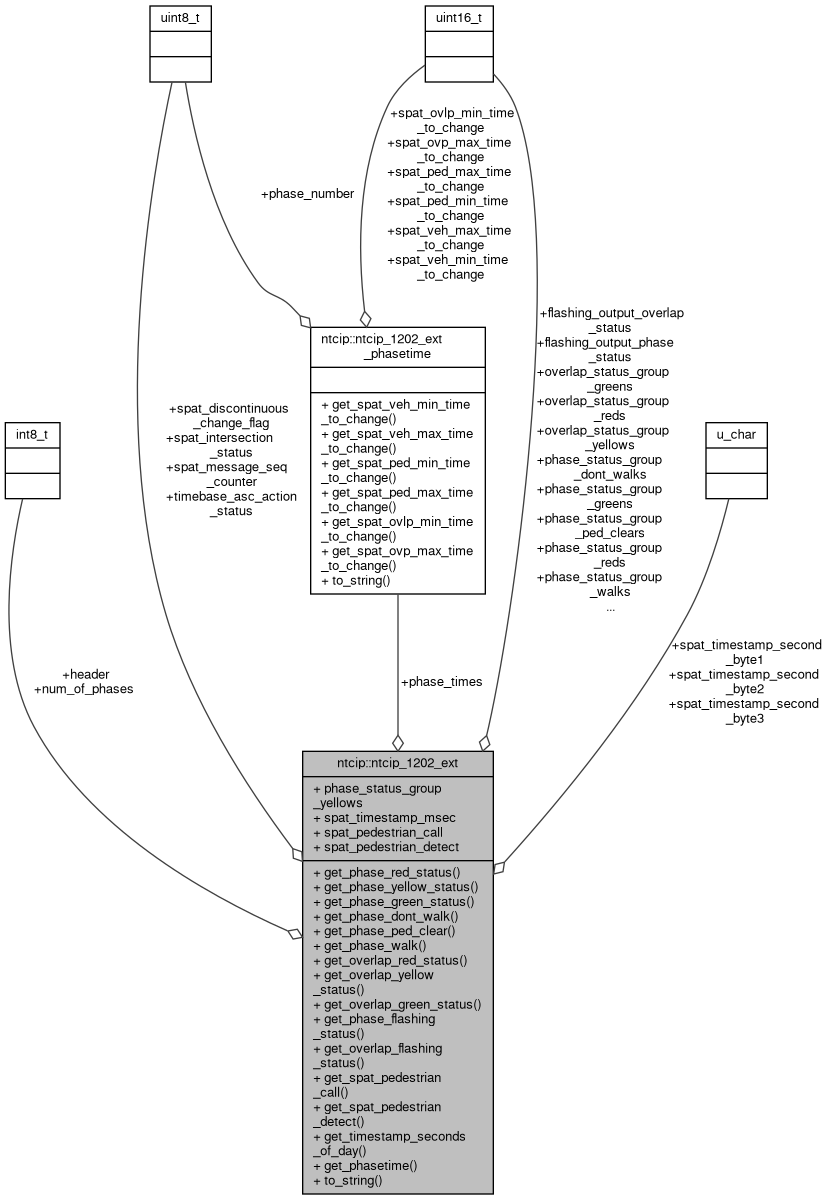 uint8_t
uint16_t
+spat_ovlp_min_time
_to_change
+spat_ovp_max_time
_to_change
+spat_ped_max_time
_to_change
+spat_ped_min_time
_to_change
+spat_veh_max_time
_to_change
+spat_veh_min_time
_to_change
+phase_number
ntcip::ntcip_1202_ext
_phasetime
+ get_spat_veh_min_time
_to_change()
+ get_spat_veh_max_time
_to_change()
+ get_spat_ped_min_time
_to_change()
+ get_spat_ped_max_time
_to_change()
+ get_spat_ovlp_min_time
_to_change()
+ get_spat_ovp_max_time
_to_change()
+ to_string()
+flashing_output_overlap
_status
+flashing_output_phase
_status
+overlap_status_group
_greens
+overlap_status_group
_reds
+overlap_status_group
_yellows
+phase_status_group
_dont_walks
+phase_status_group
_greens
+phase_status_group
_ped_clears
+phase_status_group
_reds
+phase_status_group
_walks
...
int8_t
+spat_discontinuous
_change_flag
+spat_intersection
_status
+spat_message_seq
_counter
+timebase_asc_action
_status
u_char
+header
+num_of_phases
+phase_times
+spat_timestamp_second
_byte1
+spat_timestamp_second
_byte2
+spat_timestamp_second
_byte3
ntcip::ntcip_1202_ext
+ phase_status_group
_yellows
+ spat_timestamp_msec
+ spat_pedestrian_call
+ spat_pedestrian_detect
+ get_phase_red_status()
+ get_phase_yellow_status()
+ get_phase_green_status()
+ get_phase_dont_walk()
+ get_phase_ped_clear()
+ get_phase_walk()
+ get_overlap_red_status()
+ get_overlap_yellow
_status()
+ get_overlap_green_status()
+ get_phase_flashing
_status()
+ get_overlap_flashing
_status()
+ get_spat_pedestrian
_call()
+ get_spat_pedestrian
_detect()
+ get_timestamp_seconds
_of_day()
+ get_phasetime()
+ to_string()